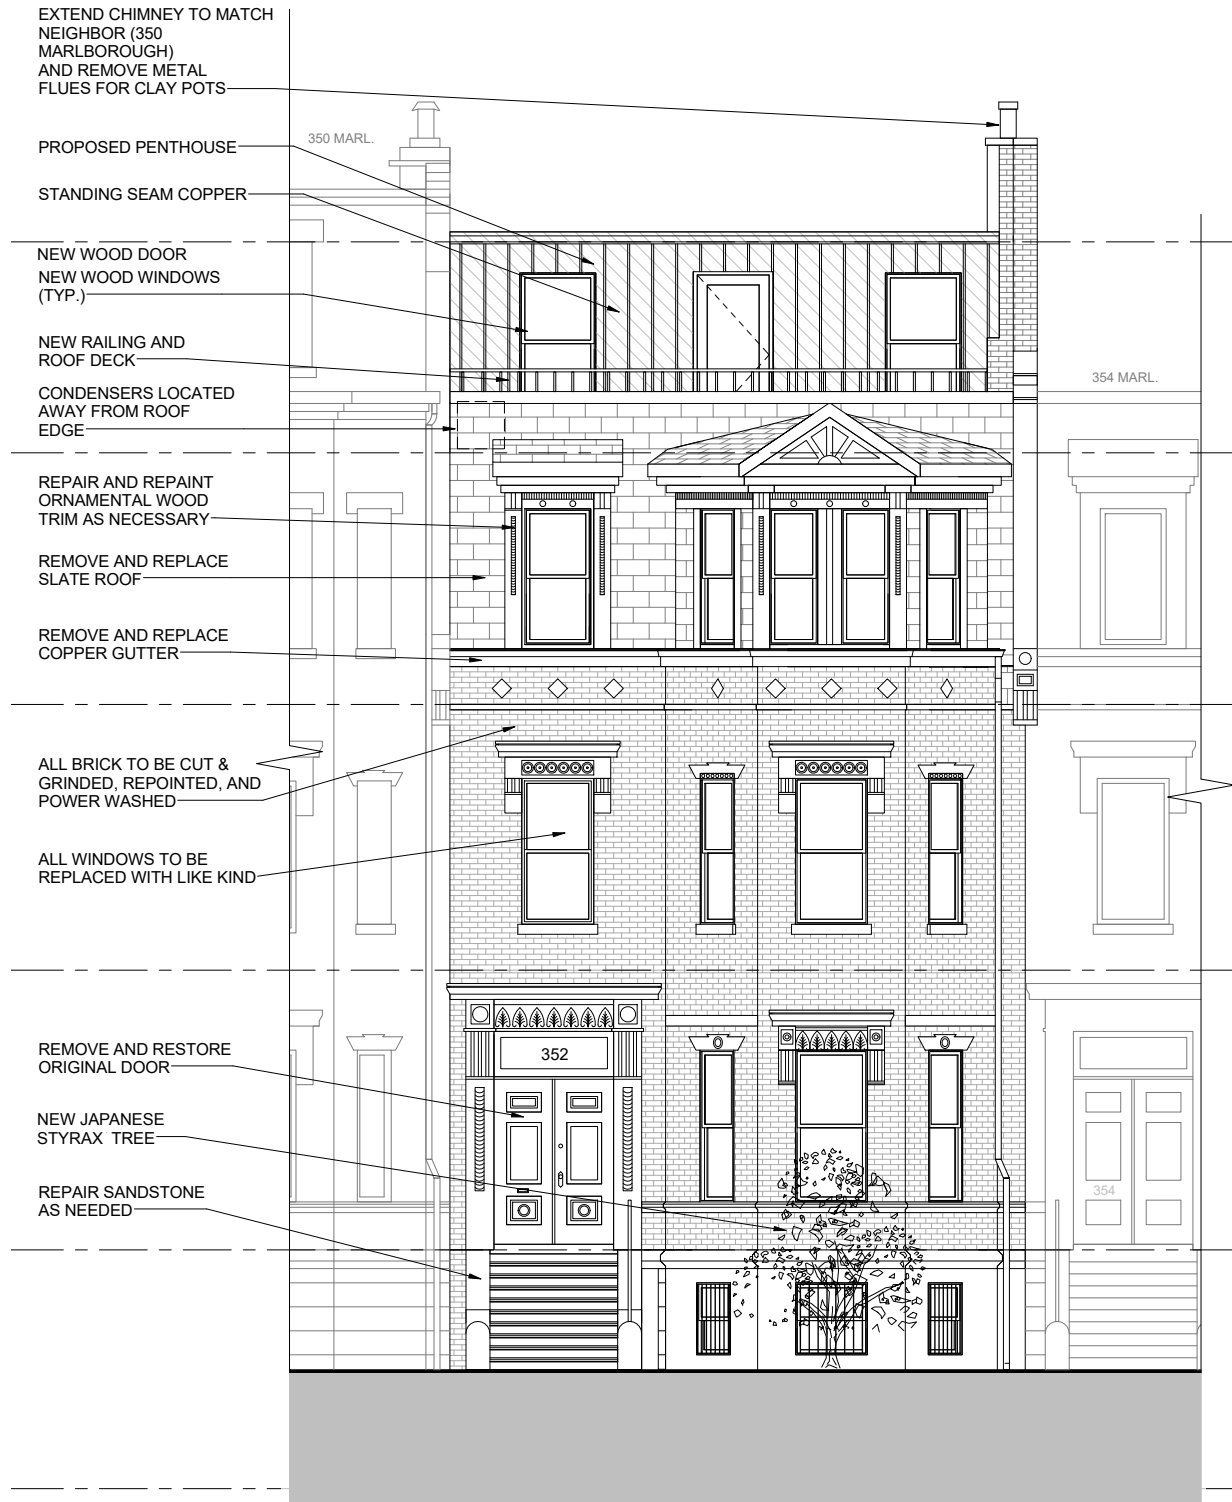 EXTEND CHIMNEY TO MATCH
NEIGHBOR (350
MARLBOROUGH)
AND REMOVE METAL
FLUES FOR CLAY POTS
350 MARL.
PROPOSED PENTHOUSE
STANDING SEAM COPPER
NEW WOOD DOOR
NEW WOOD WINDOWS
(TYP.)
NEW RAILING AND
ROOF DECK
354 MARL.
CONDENSERS LOCATED
AWAY FROM ROOF
EDGE
REPAIR AND REPAINT
ORNAMENTAL WOOD
TRIM AS NECESSARY
REMOVE AND REPLACE
SLATE ROOF
REMOVE AND REPLACE
COPPER GUTTER
ALL BRICK TO BE CUT &
GRINDED, REPOINTED, AND
POWER WASHED
ALL WINDOWS TO BE
REPLACED WITH LIKE KIND
REMOVE AND RESTORE
ORIGINAL DOOR
352
NEW JAPANESE
STYRAX TREE
REPAIR SANDSTONE
AS NEEDED
354